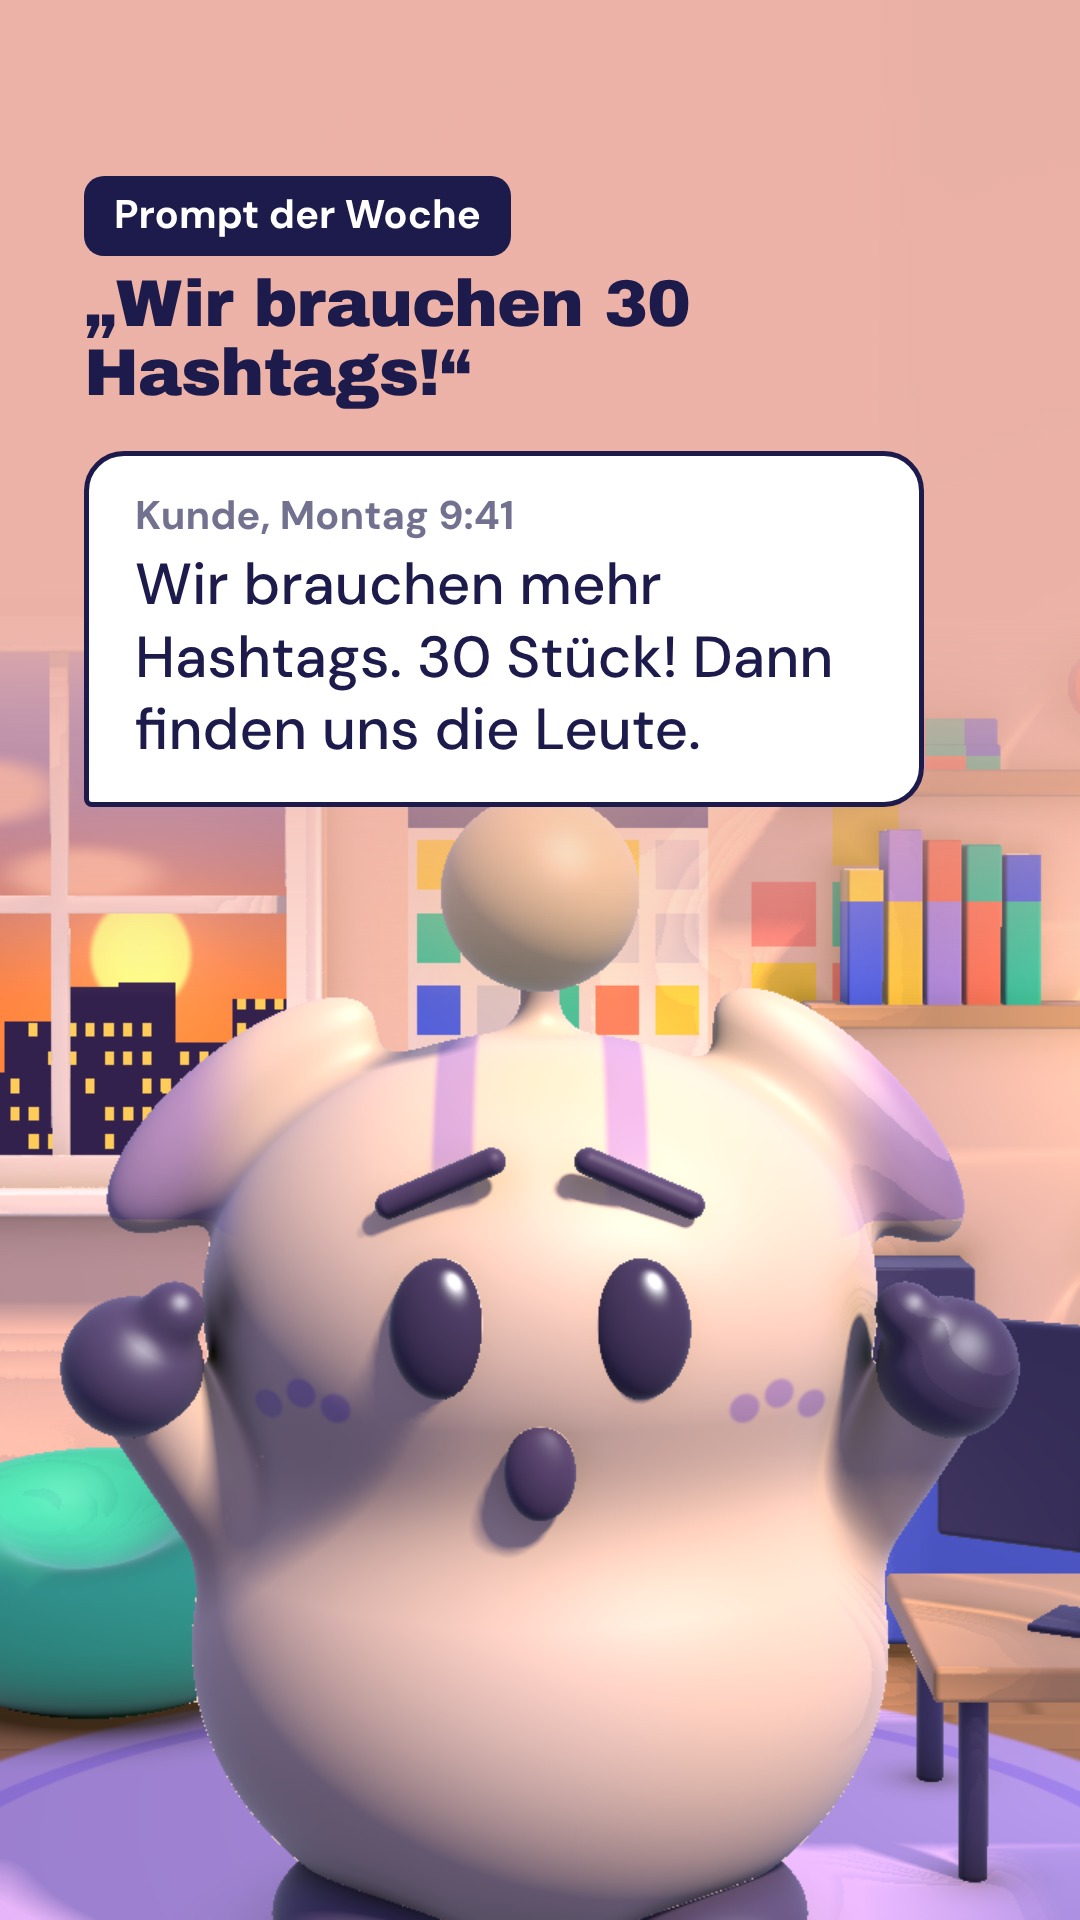 Prompt der Woche
„Wir brauchen 30
Hashtags!“
Kunde, Montag 9:41
Wir brauchen mehr
Hashtags. 30 Stück! Dann
finden uns die Leute.